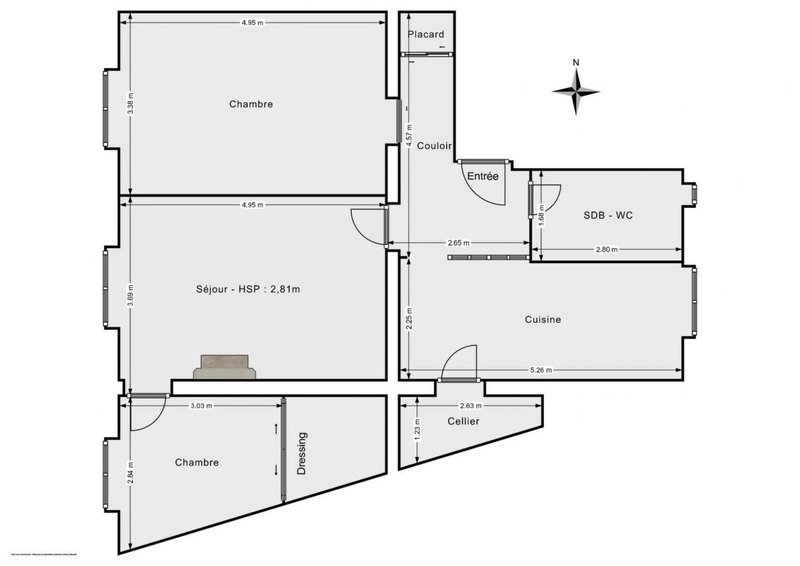 4.95 m
Placard
N
3.38 m
Chambre
4.57 m
Couloir
Entrée
4.95 m
1.68 m
SDB - WC
2.65 m
2.80 m
Séjour - HSP : 2,81m
3.69 m
2.25 m
Cuisine
5.26 m
3.03 m
2.63 m
1.23 m
Cellier
Chambre
Dressing
2.84 m